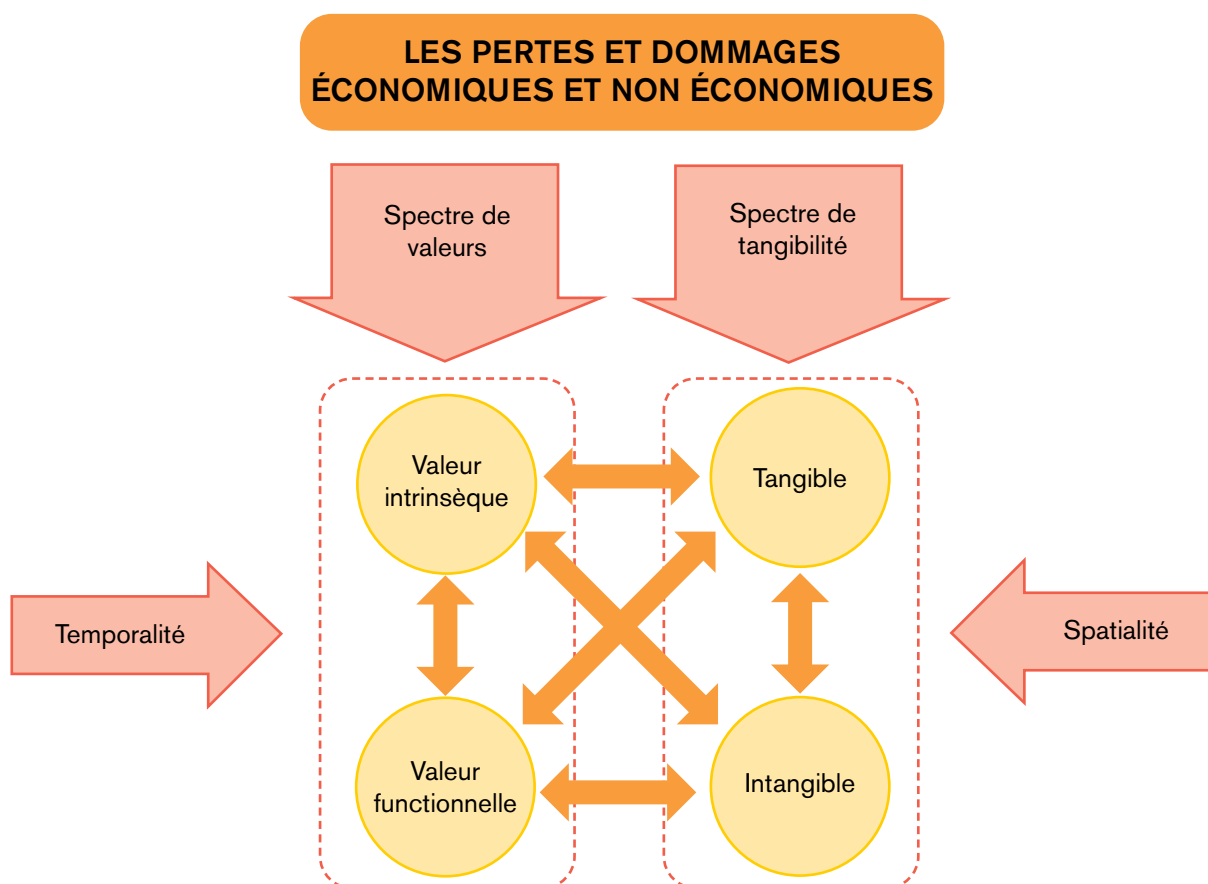 LES PERTES ET DOMMAGES
ÉCONOMIQUES ET NON ÉCONOMIQUES
Spectre de
valeurs
Spectre de
tangibilité
Valeur
intrinsèque
Tangible
Temporalité
Spatialité
Valeur
functionnelle
Intangible